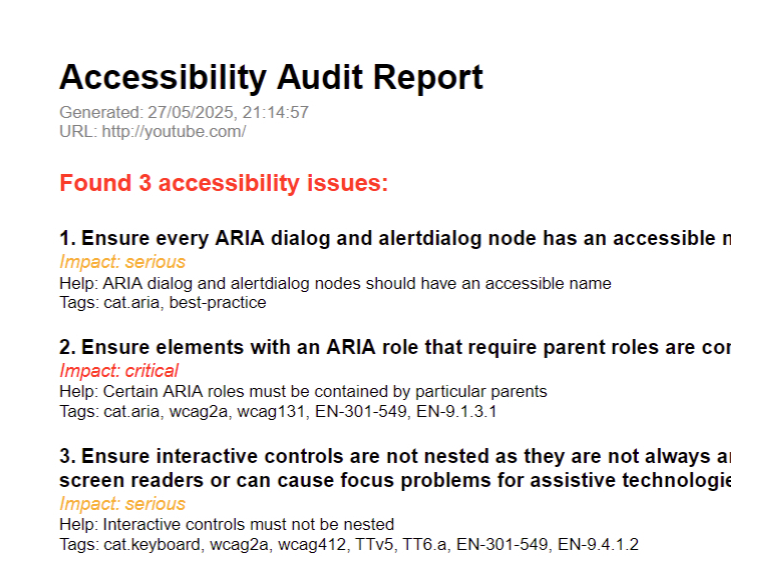 Accessibility Audit Report
Generated: 27/05/2025, 21:14:57
URL: http://youtube.com/
Found 3 accessibility issues:
1. Ensure every ARIA dialog and alertdialog node has an accessible
Impact: serious
Help: ARIA dialog and alertdialog nodes should have an accessible name
Tags: cat.aria, best-practice
2. Ensure elements with an ARIA role that require parent roles are
Impact: critical
Help: Certain ARIA roles must be contained by particular parents
Tags: cat.aria, wcag2a, wcag131, EN-301-549, EN-9.1.3.1
3. Ensure interactive controls are not nested as they are not always
screen readers or can cause focus problems for assistive
Impact: serious
Help: Interactive controls must not be nested
Tags: cat.keyboard, wcag2a, wcag412, TTv5, TT6.a, EN-301-549, EN-9.4.1.2